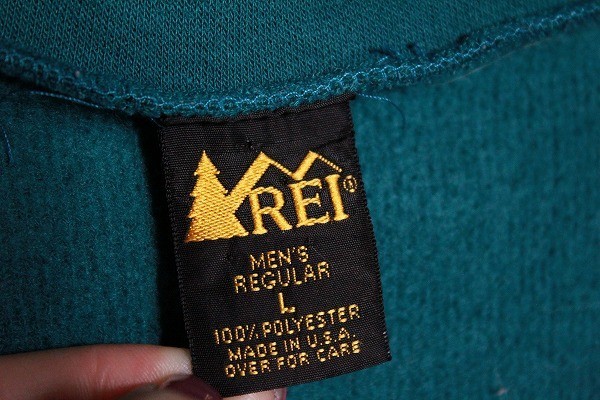 REI®
MEN'S
REGULAR
L
100% POLYESTER
MADE IN U.S.A.
OVER FOR CARE